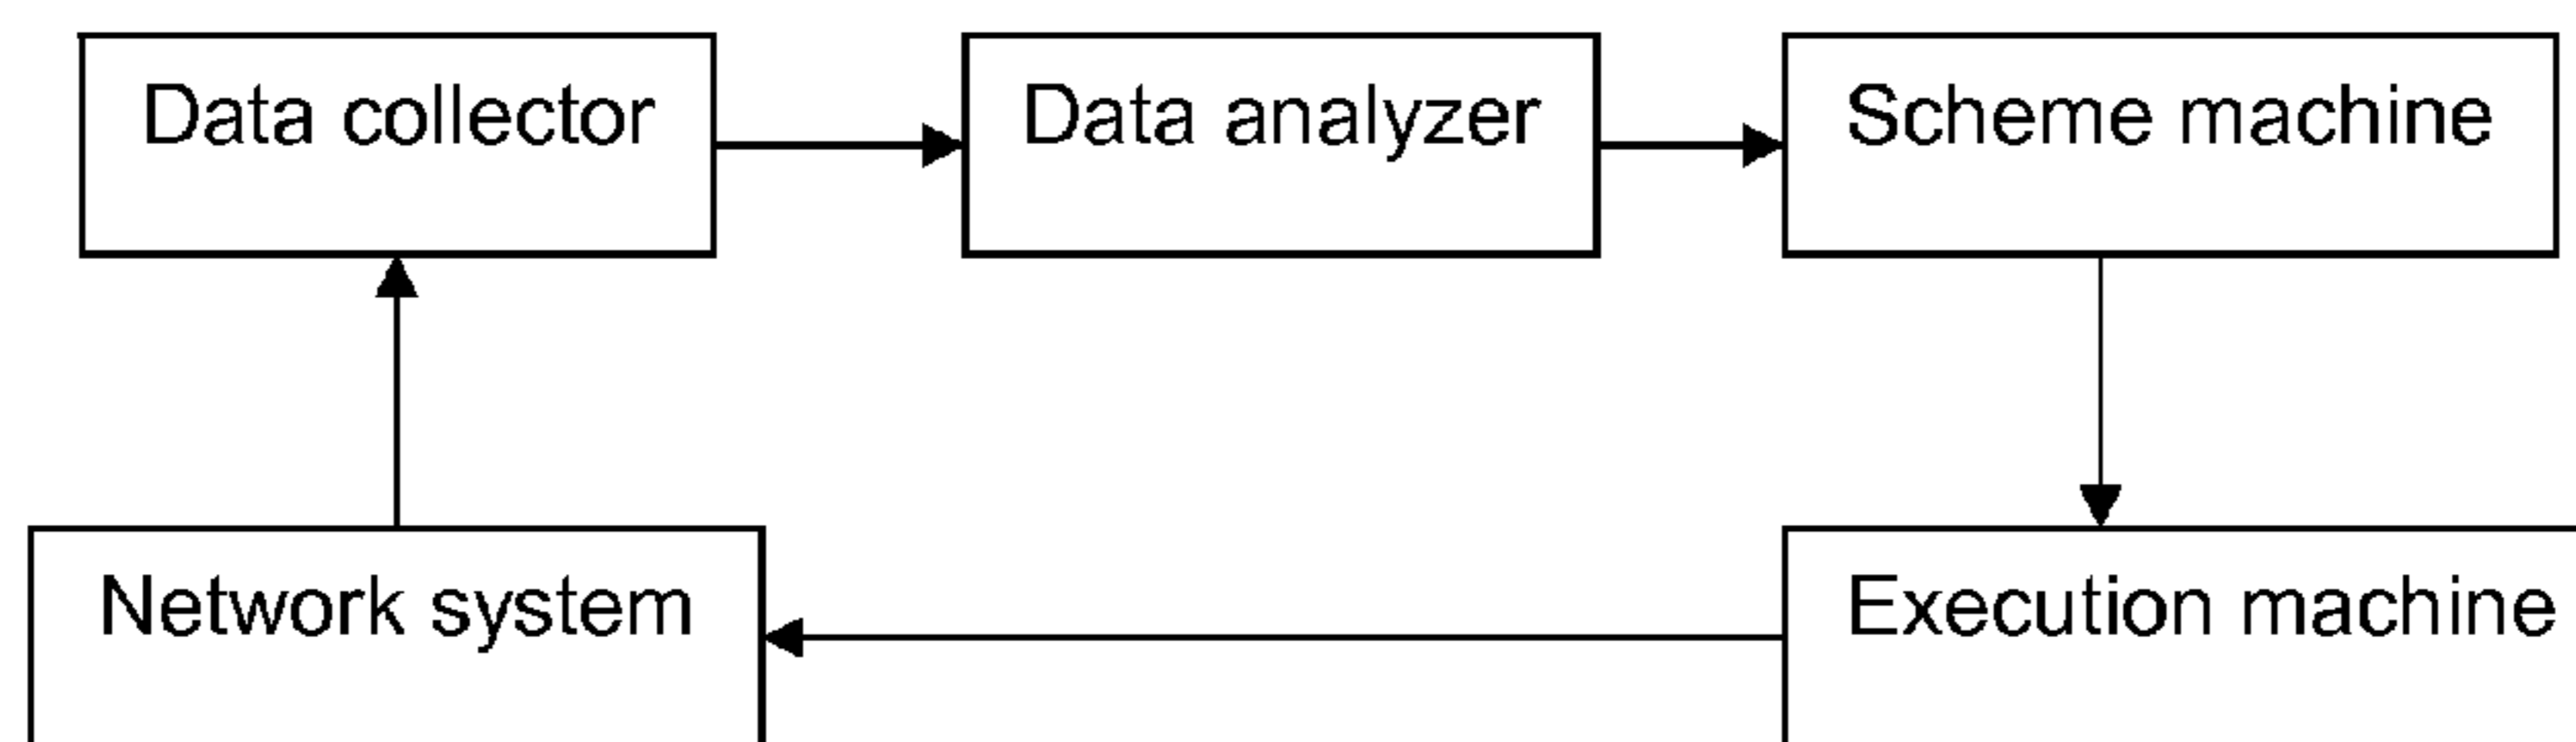 Data collector
Data analyzer
Scheme machine
Network system
Execution machine